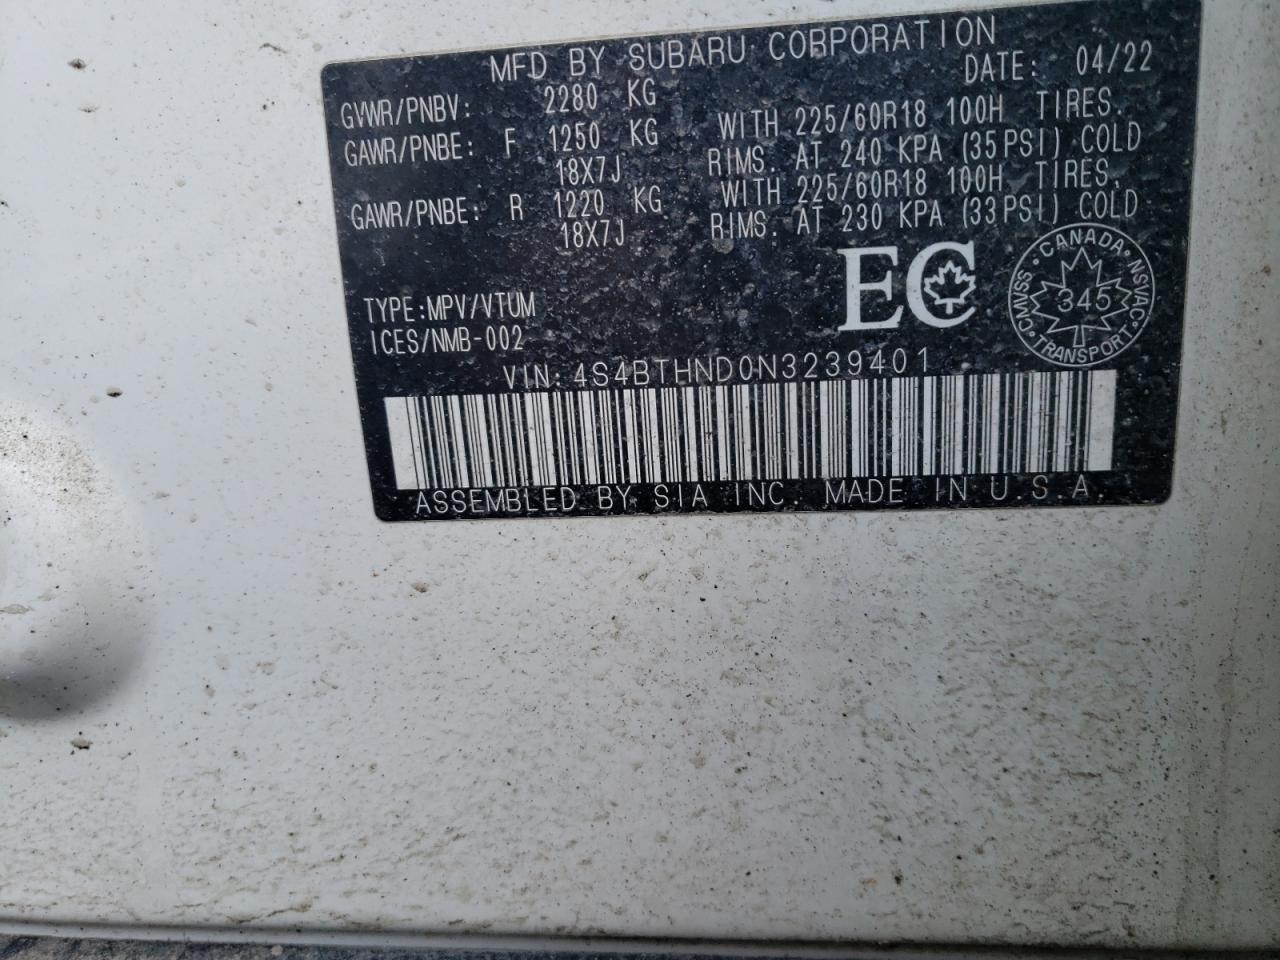 MFD BY SUBARU CORPORATION
DATE: 04/22
GVWR/PNBV: 2280 KG
GAWR/PNBE: F 1250 KG WITH 225/60R18 100H TIRES.
18X7J RIMS. AT 240 KPA (35PSI) COLD
GAWR/PNBE: R 1220 KG WITH 225/60R18 100H TIRES.
18X7J RIMS. AT 230 KPA (33PSI) COLD
EC
CMVSS · CANADA · NSVAC · TRANSPORT ·
345
TYPE:MPV/VTUM
ICES/NMB-002
VIN: 4S4BTHND0N3239401
ASSEMBLED BY SIA INC. MADE IN U.S.A.